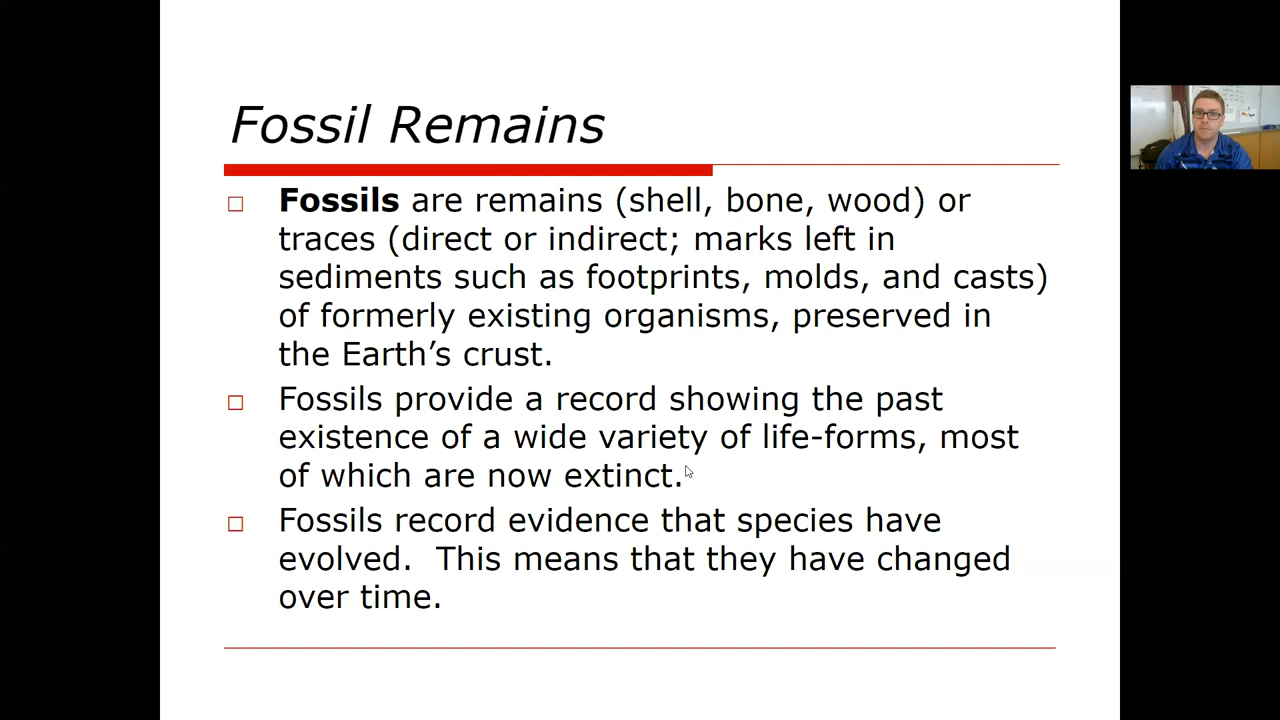 Fossil Remains
Fossils are remains (shell, bone, wood) or
traces (direct or indirect; marks left in
sediments such as footprints, molds, and casts)
of formerly existing organisms, preserved in
the Earth’s crust.
Fossils provide a record showing the past
existence of a wide variety of life-forms, most
of which are now extinct.
Fossils record evidence that species have
evolved.  This means that they have changed
over time.